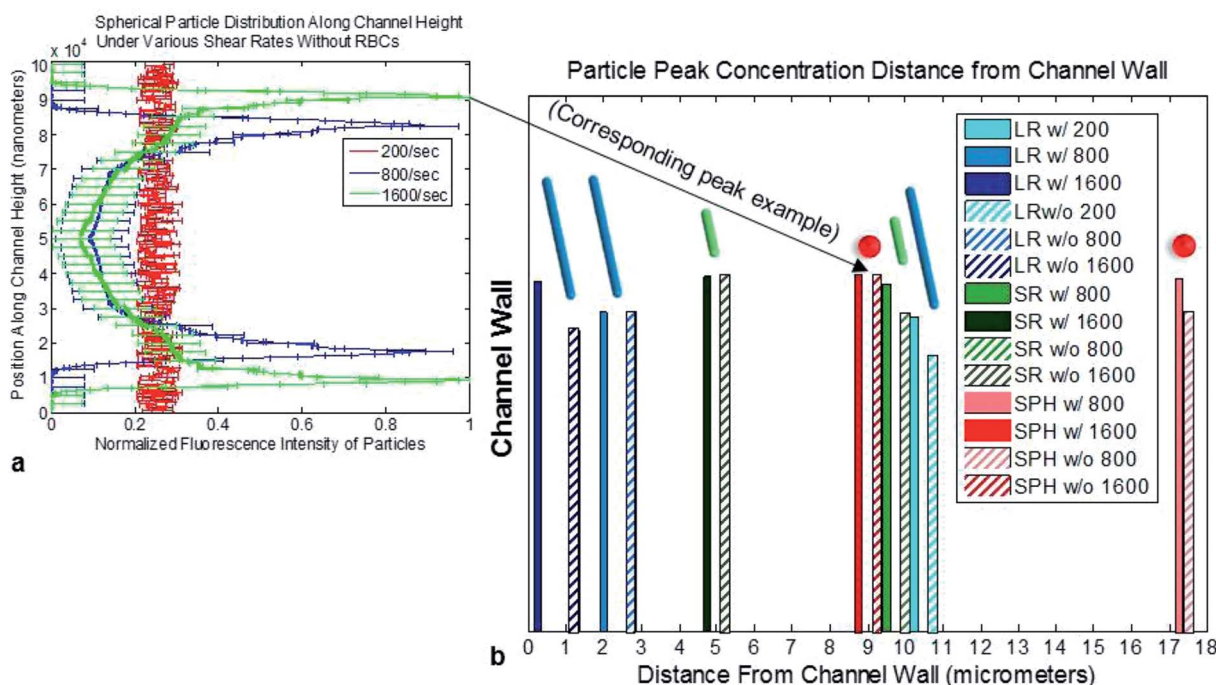 Spherical Particle Distribution Along Channel Height
Under Various Shear Rates Without RBCs
x 10⁴
10
9
8
7
6
5
4
3
2
1
0
0
0.2
0.4
0.6
0.8
1
Position Along Channel Height (nanometers)
Normalized Fluorescence Intensity of Particles
200/sec
800/sec
1600/sec
a
Particle Peak Concentration Distance from Channel Wall
(Corresponding peak example)
Channel Wall
LR w/ 200
LR w/ 800
LR w/ 1600
LRw/o 200
LR w/o 800
LR w/o 1600
SR w/ 800
SR w/ 1600
SR w/o 800
SR w/o 1600
SPH w/ 800
SPH w/ 1600
SPH w/o 800
SPH w/o 1600
0 1 2 3 4 5 6 7 8 9 10 11 12 13 14 15 16 17 18
Distance From Channel Wall (micrometers)
b